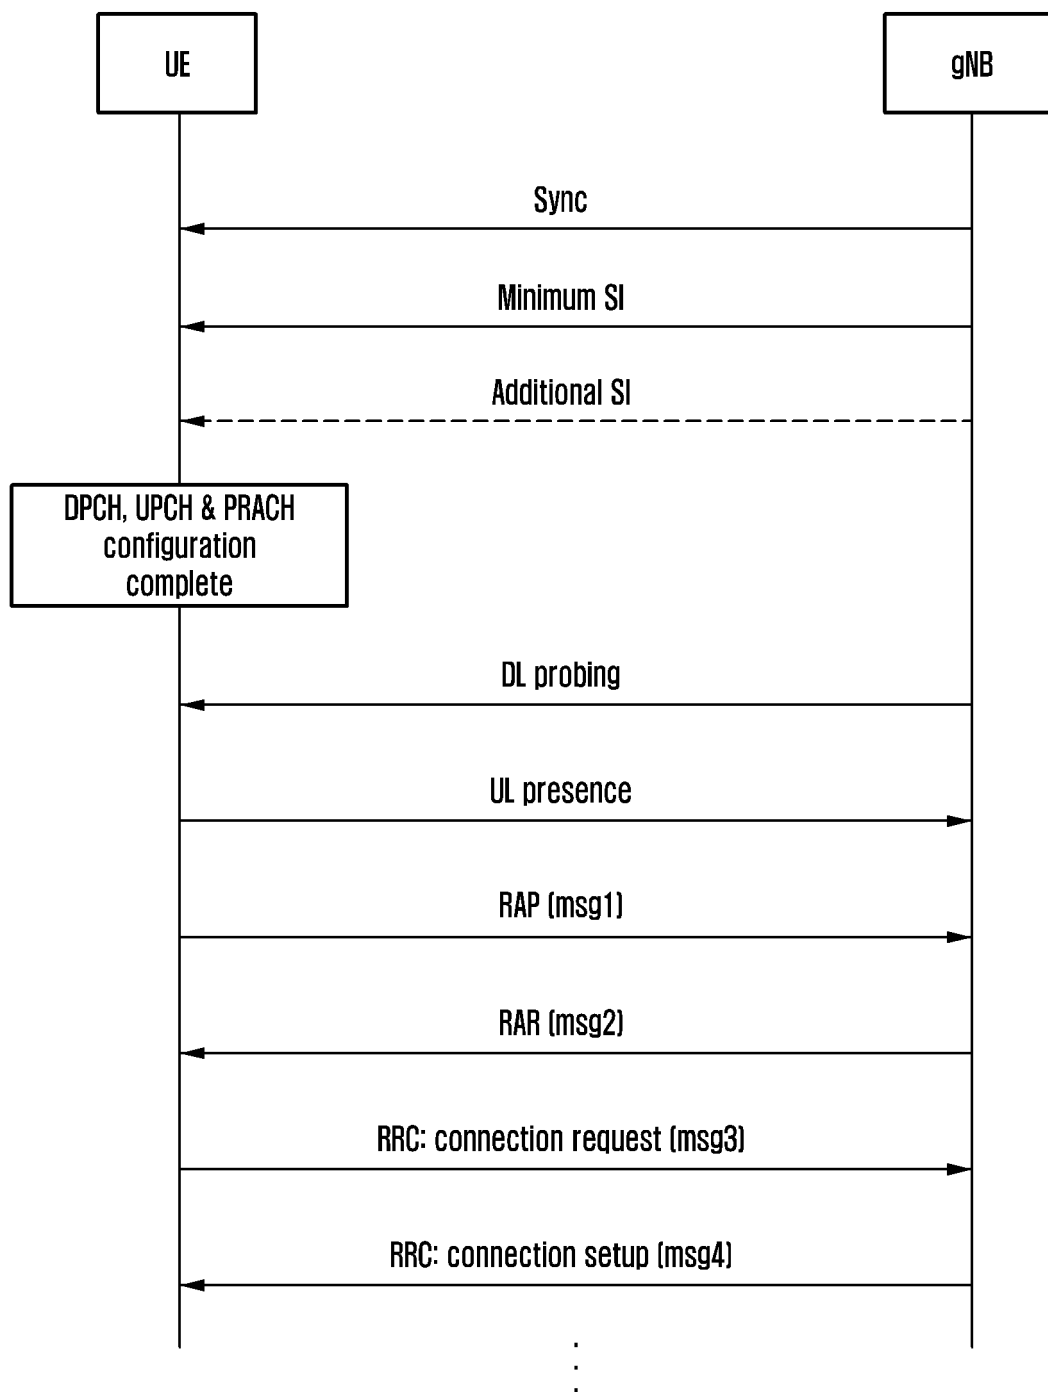 UE
gNB
Sync
Minimum SI
Additional SI
DPCH, UPCH & PRACH
configuration
complete
DL probing
UL presence
RAP (msg1)
RAR (msg2)
RRC: connection request (msg3)
RRC: connection setup (msg4)